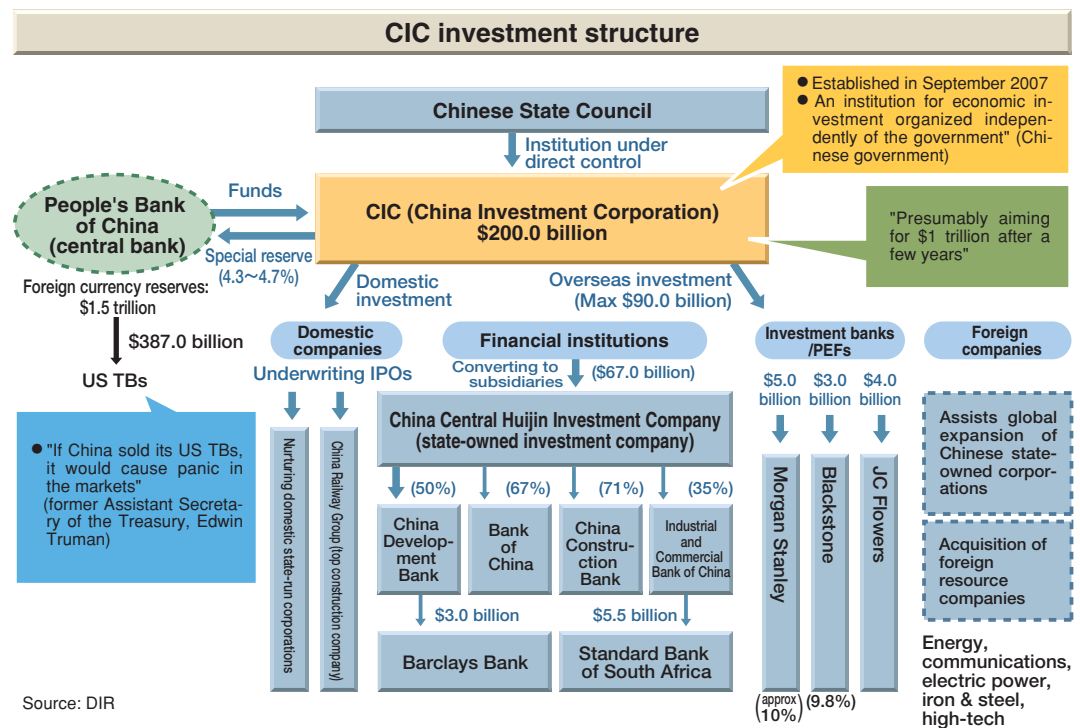 CIC investment structure
Chinese State Council
Institution under
direct control
● Established in September 2007
● An institution for economic in-
vestment organized indepen-
dently of the government" (Chi-
nese government)
People's Bank
of China
(central bank)
Funds
Special reserve
(4.3～4.7%)
CIC (China Investment Corporation)
$200.0 billion
"Presumably aiming
for $1 trillion after a
few years"
Foreign currency reserves:
$1.5 trillion
$387.0 billion
US TBs
● "If China sold its US TBs,
it would cause panic in
the markets"
(former Assistant Secreta-
ry of the Treasury, Edwin
Truman)
Domestic
investment
Overseas investment
(Max $90.0 billion)
Domestic
companies
Underwriting IPOs
Nurturing domestic state-run corporations
China Railway Group (top construction company)
Financial institutions
Converting to
subsidiaries
($67.0 billion)
China Central Huijin Investment Company
(state-owned investment company)
(50%)
(67%)
(71%)
(35%)
China
Develop-
ment
Bank
Bank
of
China
China
Constru-
ction
Bank
Industrial
and
Commercial
Bank of China
$3.0 billion
$5.5 billion
Barclays Bank
Standard Bank
of South Africa
Investment banks
/PEFs
$5.0
billion
$3.0
billion
$4.0
billion
Morgan Stanley
Blackstone
JC Flowers
(approx
10%)
(9.8%)
Foreign
companies
Assists global
expansion of
Chinese state-
owned corpor-
ations
Acquisition of
foreign
resource
companies
Energy,
communications,
electric power,
iron & steel,
high-tech
Source: DIR